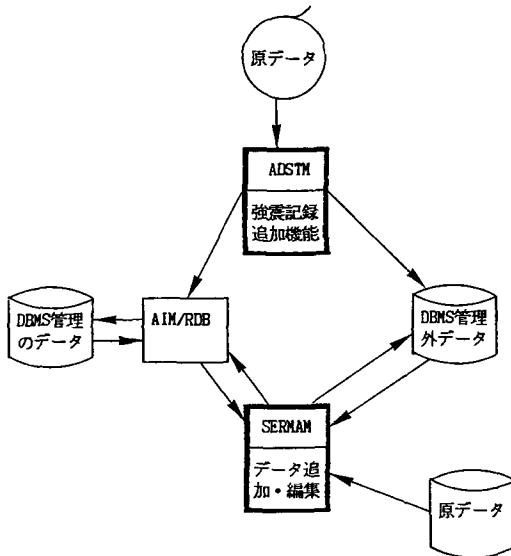 原データ
ADSTM
強震記録
追加機能
DBMS管理
のデータ
AIM/RDB
DBMS管理
外データ
SERMAM
データ追
加・編集
原データ